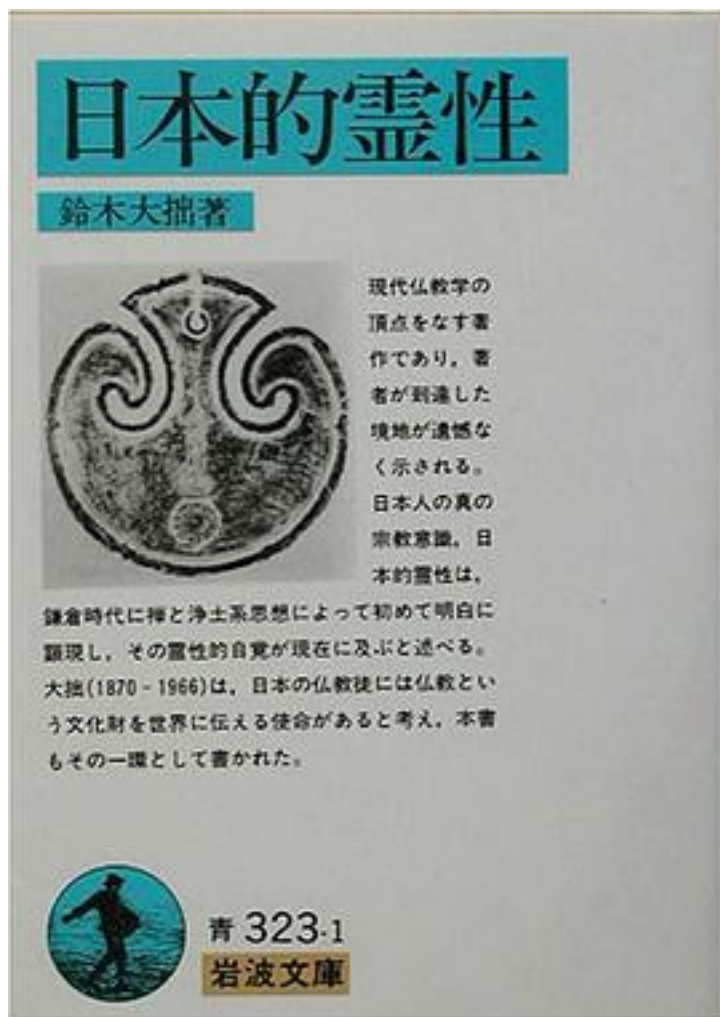 日本的霊性
鈴木大拙著
現代仏教学の
頂点をなす著
作であり，著
者が到達した
境地が遺憾な
く示される。
日本人の真の
宗教意識，日
本的霊性は，
鎌倉時代に禅と浄土系思想によって初めて明白に
顕現し，その霊性的自覚が現在に及ぶと述べる。
大拙(1870‐1966)は，日本の仏教徒には仏教とい
う文化財を世界に伝える使命があると考え，本書
もその一環として書かれた。
青 323-1
岩波文庫